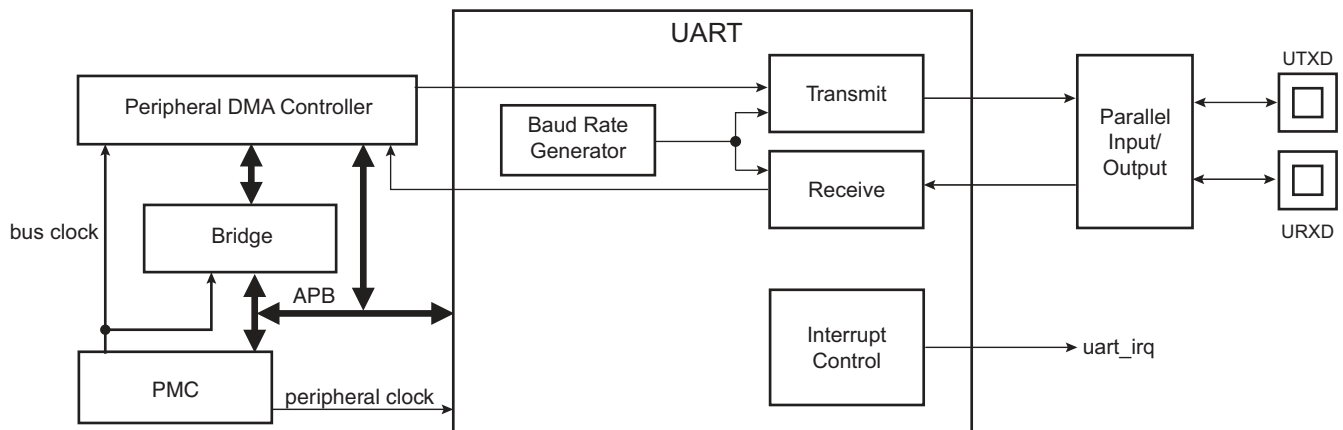 UART
UTXD
Peripheral DMA Controller
Transmit
Baud Rate
Generator
Parallel
Input/
Output
Receive
bus clock
Bridge
URXD
APB
Interrupt
Control
uart_irq
PMC
peripheral clock